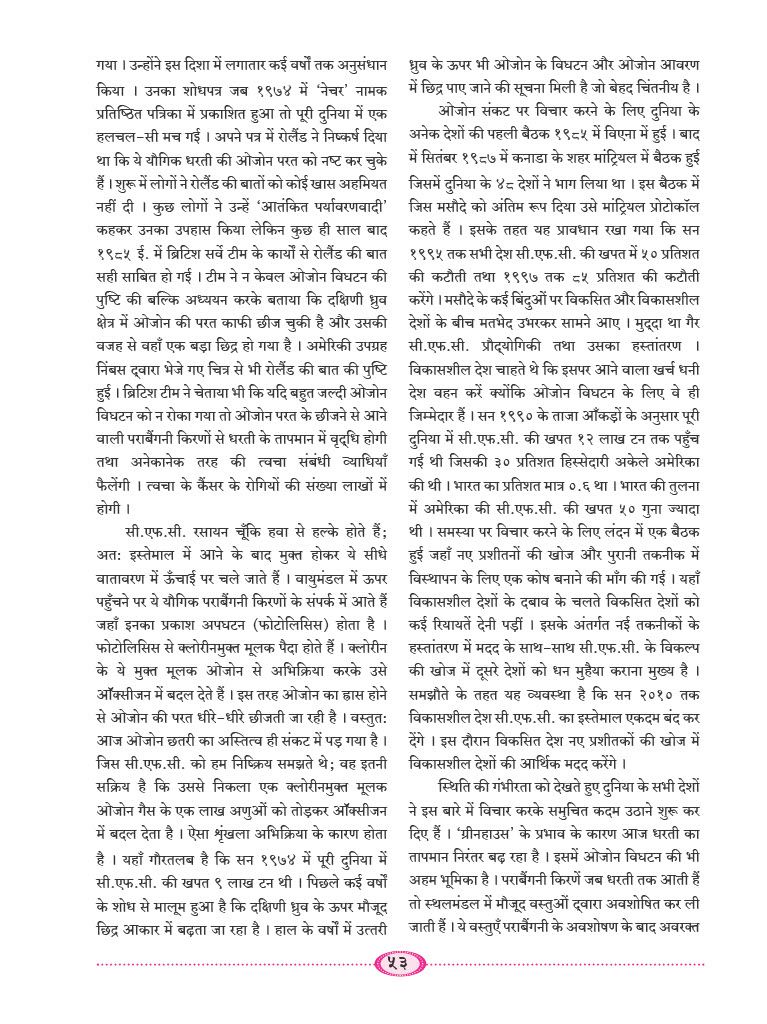 गया । उन्होंने इस दिशा में लगातार कई वर्षों तक अनुसंधान
किया । उनका शोधपत्र जब १९७४ में ‘नेचर’ नामक
प्रतिष्ठित पत्रिका में प्रकाशित हुआ तो पूरी दुनिया में एक
हलचल-सी मच गई । अपने पत्र में रोलैंड ने निष्कर्ष दिया
था कि ये यौगिक धरती की ओजोन परत को नष्ट कर चुके
हैं । शुरू में लोगों ने रोलैंड की बातों को कोई खास अहमियत
नहीं दी । कुछ लोगों ने उन्हें ‘आतंकित पर्यावरणवादी’
कहकर उनका उपहास किया लेकिन कुछ ही साल बाद
१९८५ ई. में ब्रिटिश सर्वे टीम के कार्यों से रोलैंड की बात
सही साबित हो गई । टीम ने न केवल ओजोन विघटन की
पुष्टि की बल्कि अध्ययन करके बताया कि दक्षिणी ध्रुव
क्षेत्र में ओजोन की परत काफी छीज चुकी है और उसकी
वजह से वहाँ एक बड़ा छिद्र हो गया है । अमेरिकी उपग्रह
निंबस द्वारा भेजे गए चित्र से भी रोलैंड की बात की पुष्टि
हुई । ब्रिटिश टीम ने चेताया भी कि यदि बहुत जल्दी ओजोन
विघटन को न रोका गया तो ओजोन परत के छीजने से आने
वाली पराबैंगनी किरणों से धरती के तापमान में वृद्धि होगी
तथा अनेकानेक तरह की त्वचा संबंधी व्याधियाँ
फैलेंगी । त्वचा के कैंसर के रोगियों की संख्या लाखों में
होगी ।
सी.एफ.सी. रसायन चूँकि हवा से हल्के होते हैं;
अत: इस्तेमाल में आने के बाद मुक्त होकर ये सीधे
वातावरण में ऊँचाई पर चले जाते हैं । वायुमंडल में ऊपर
पहुँचने पर ये यौगिक पराबैंगनी किरणों के संपर्क में आते हैं
जहाँ इनका प्रकाश अपघटन (फोटोलिसिस) होता है ।
फोटोलिसिस से क्लोरीनमुक्त मूलक पैदा होते हैं । क्लोरीन
के ये मुक्त मूलक ओजोन से अभिक्रिया करके उसे
ऑक्सीजन में बदल देते हैं । इस तरह ओजोन का ह्रास होने
से ओजोन की परत धीरे-धीरे छीजती जा रही है । वस्तुत:
आज ओजोन छतरी का अस्तित्व ही संकट में पड़ गया है ।
जिस सी.एफ.सी. को हम निष्क्रिय समझते थे; वह इतनी
सक्रिय है कि उससे निकला एक क्लोरीनमुक्त मूलक
ओजोन गैस के एक लाख अणुओं को तोड़कर ऑक्सीजन
में बदल देता है । ऐसा शृंखला अभिक्रिया के कारण होता
है । यहाँ गौरतलब है कि सन १९७४ में पूरी दुनिया में
सी.एफ.सी. की खपत ९ लाख टन थी । पिछले कई वर्षों
के शोध से मालूम हुआ है कि दक्षिणी ध्रुव के ऊपर मौजूद
छिद्र आकार में बढ़ता जा रहा है । हाल के वर्षों में उत्तरी
ध्रुव के ऊपर भी ओजोन के विघटन और ओजोन आवरण
में छिद्र पाए जाने की सूचना मिली है जो बेहद चिंतनीय है ।
ओजोन संकट पर विचार करने के लिए दुनिया के
अनेक देशों की पहली बैठक १९८५ में विएना में हुई । बाद
में सितंबर १९८७ में कनाडा के शहर मांट्रियल में बैठक हुई
जिसमें दुनिया के ४८ देशों ने भाग लिया था । इस बैठक में
जिस मसौदे को अंतिम रूप दिया उसे मांट्रियल प्रोटोकॉल
कहते हैं । इसके तहत यह प्रावधान रखा गया कि सन
१९९५ तक सभी देश सी.एफ.सी. की खपत में ५० प्रतिशत
की कटौती तथा १९९७ तक ८५ प्रतिशत की कटौती
करेंगे । मसौदे के कई बिंदुओं पर विकसित और विकासशील
देशों के बीच मतभेद उभरकर सामने आए । मुद्दा था गैर
सी.एफ.सी. प्रौद्योगिकी तथा उसका हस्तांतरण ।
विकासशील देश चाहते थे कि इसपर आने वाला खर्च धनी
देश वहन करें क्योंकि ओजोन विघटन के लिए वे ही
जिम्मेदार हैं । सन १९९० के ताजा आँकड़ों के अनुसार पूरी
दुनिया में सी.एफ.सी. की खपत १२ लाख टन तक पहुँच
गई थी जिसकी ३० प्रतिशत हिस्सेदारी अकेले अमेरिका
की थी । भारत का प्रतिशत मात्र ०.६ था । भारत की तुलना
में अमेरिका की सी.एफ.सी. की खपत ५० गुना ज्यादा
थी । समस्या पर विचार करने के लिए लंदन में एक बैठक
हुई जहाँ नए प्रशीतनों की खोज और पुरानी तकनीक में
विस्थापन के लिए एक कोष बनाने की माँग की गई । यहाँ
विकासशील देशों के दबाव के चलते विकसित देशों को
कई रियायतें देनी पड़ीं । इसके अंतर्गत नई तकनीकों के
हस्तांतरण में मदद के साथ-साथ सी.एफ.सी. के विकल्प
की खोज में दूसरे देशों को धन मुहैया कराना मुख्य है ।
समझौते के तहत यह व्यवस्था है कि सन २०१० तक
विकासशील देश सी.एफ.सी. का इस्तेमाल एकदम बंद कर
देंगे । इस दौरान विकसित देश नए प्रशीतकों की खोज में
विकासशील देशों की आर्थिक मदद करेंगे ।
स्थिति की गंभीरता को देखते हुए दुनिया के सभी देशों
ने इस बारे में विचार करके समुचित कदम उठाने शुरू कर
दिए हैं । ‘ग्रीनहाउस’ के प्रभाव के कारण आज धरती का
तापमान निरंतर बढ़ रहा है । इसमें ओजोन विघटन की भी
अहम भूमिका है । पराबैंगनी किरणें जब धरती तक आती हैं
तो स्थलमंडल में मौजूद वस्तुओं द्वारा अवशोषित कर ली
जाती हैं । ये वस्तुएँ पराबैंगनी के अवशोषण के बाद अवरक्त
५३